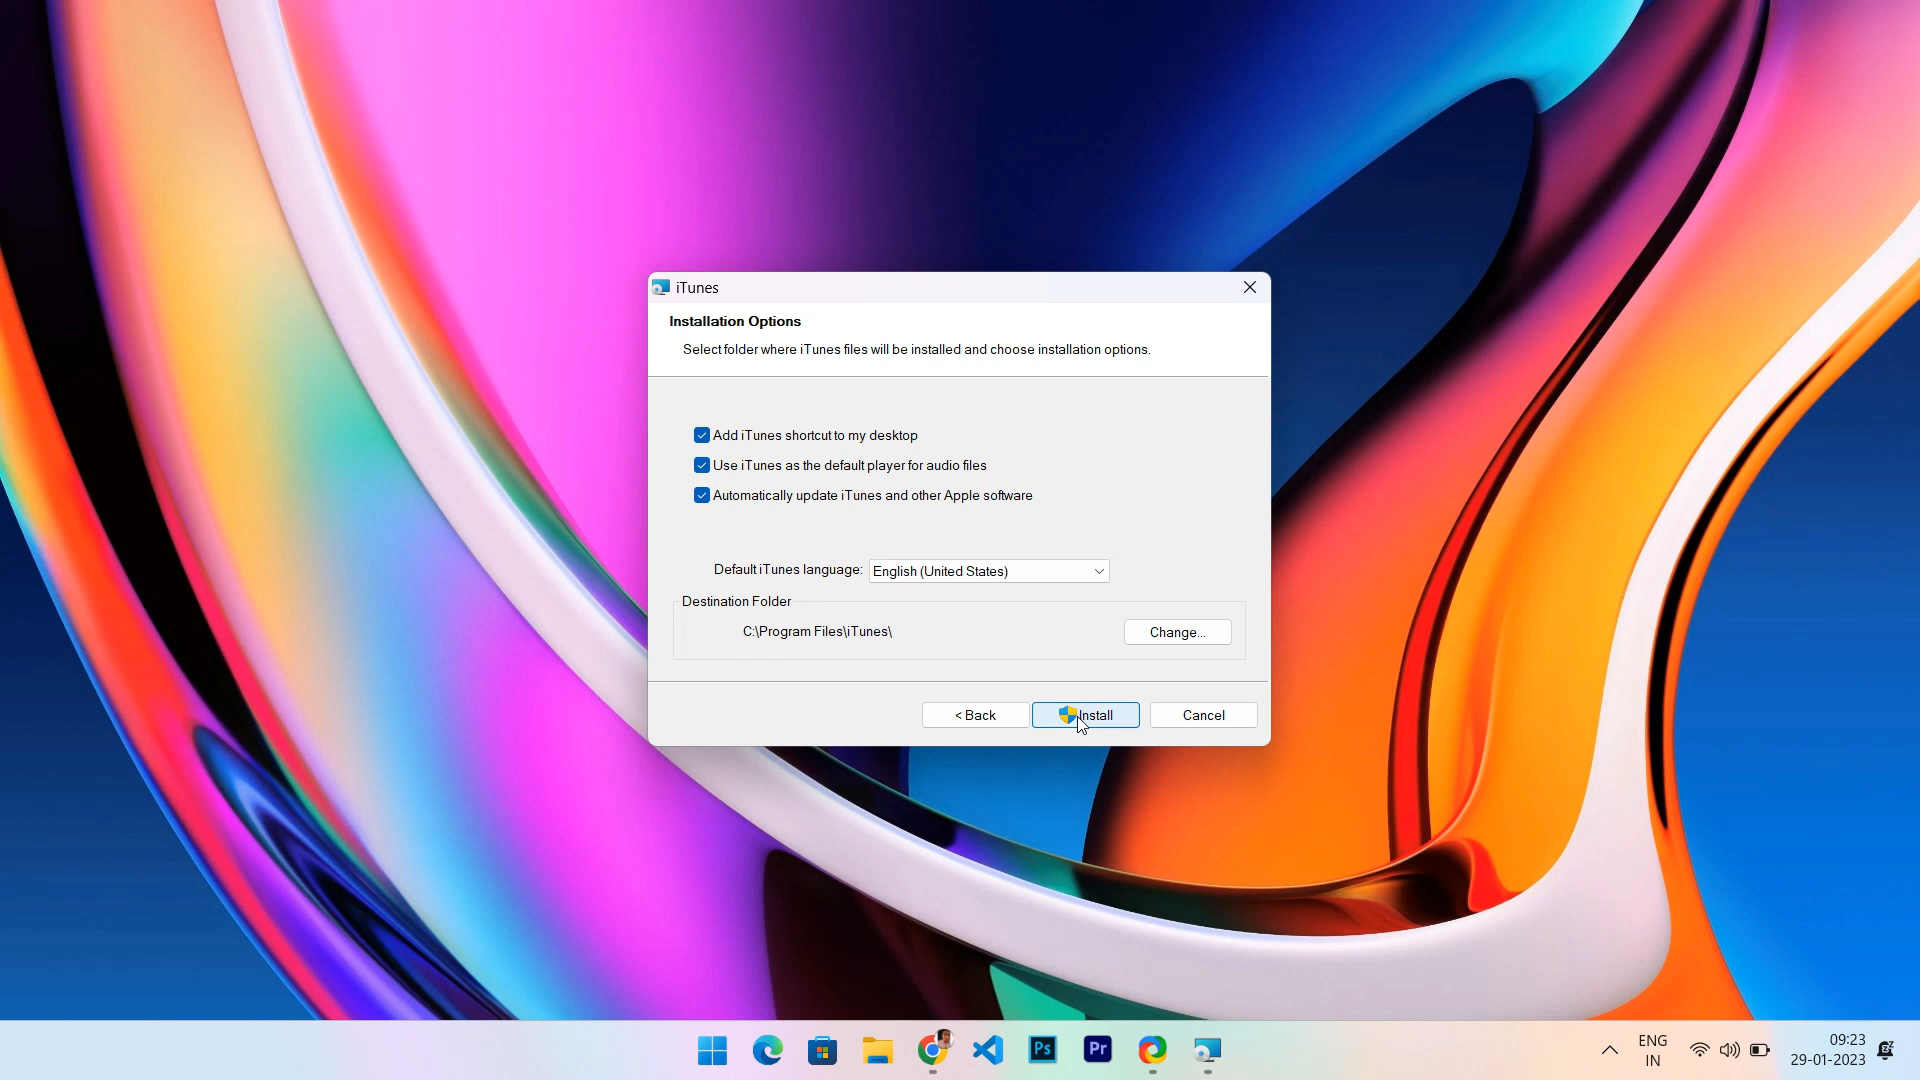 iTunes
Installation Options
Select folder where iTunes files will be installed and choose installation options.
Add iTunes shortcut to my desktop
Use iTunes as the default player for audio files
Automatically update iTunes and other Apple software
Default iTunes language: English (United States)
Destination Folder
C:\Program Files\iTunes\ Change...
< Back Install Cancel
Ps Pr
ENG
IN
09:23
29-01-2023